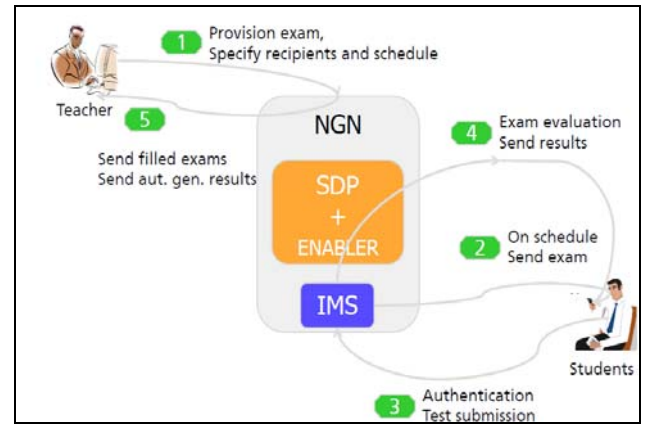 1 Provision exam,
Specify recipients and schedule
Teacher
5
Send filled exams
Send aut. gen. results
NGN
SDP
+
ENABLER
IMS
4 Exam evaluation
Send results
2 On schedule
Send exam
Students
3 Authentication
Test submission